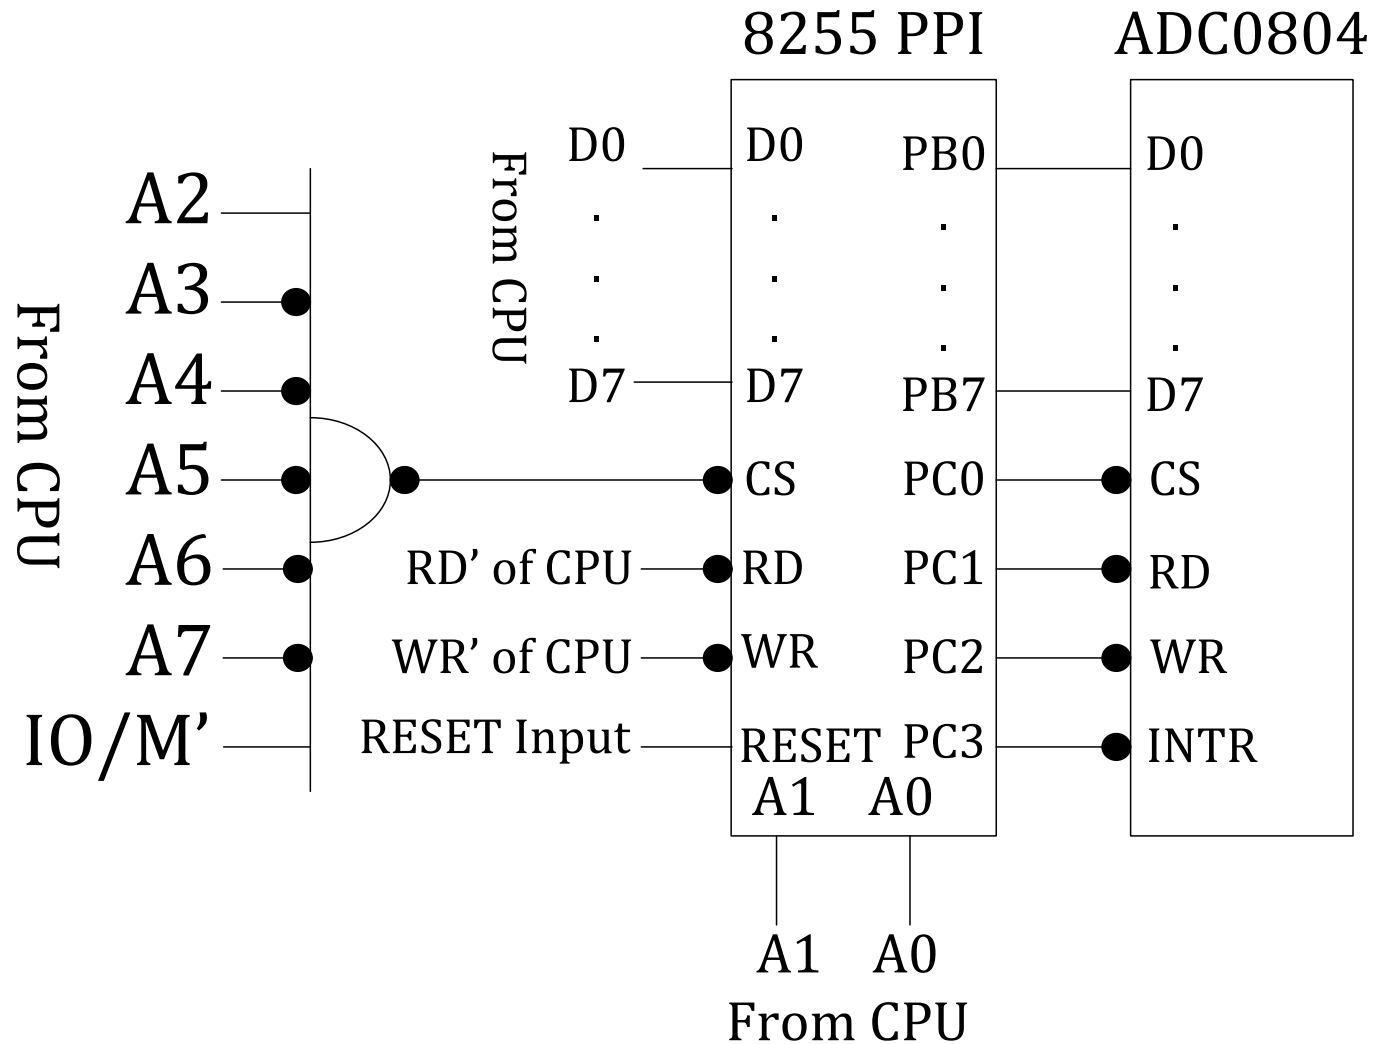 8255 PPI
ADC0804
From CPU
A2
A3
A4
A5
A6
A7
IO/M’
From CPU
D0
D7
RD’ of CPU
WR’ of CPU
RESET Input
D0
D7
CS
RD
WR
RESET
A1 A0
PB0
PB7
PC0
PC1
PC2
PC3
D0
D7
CS
RD
WR
INTR
A1 A0
From CPU